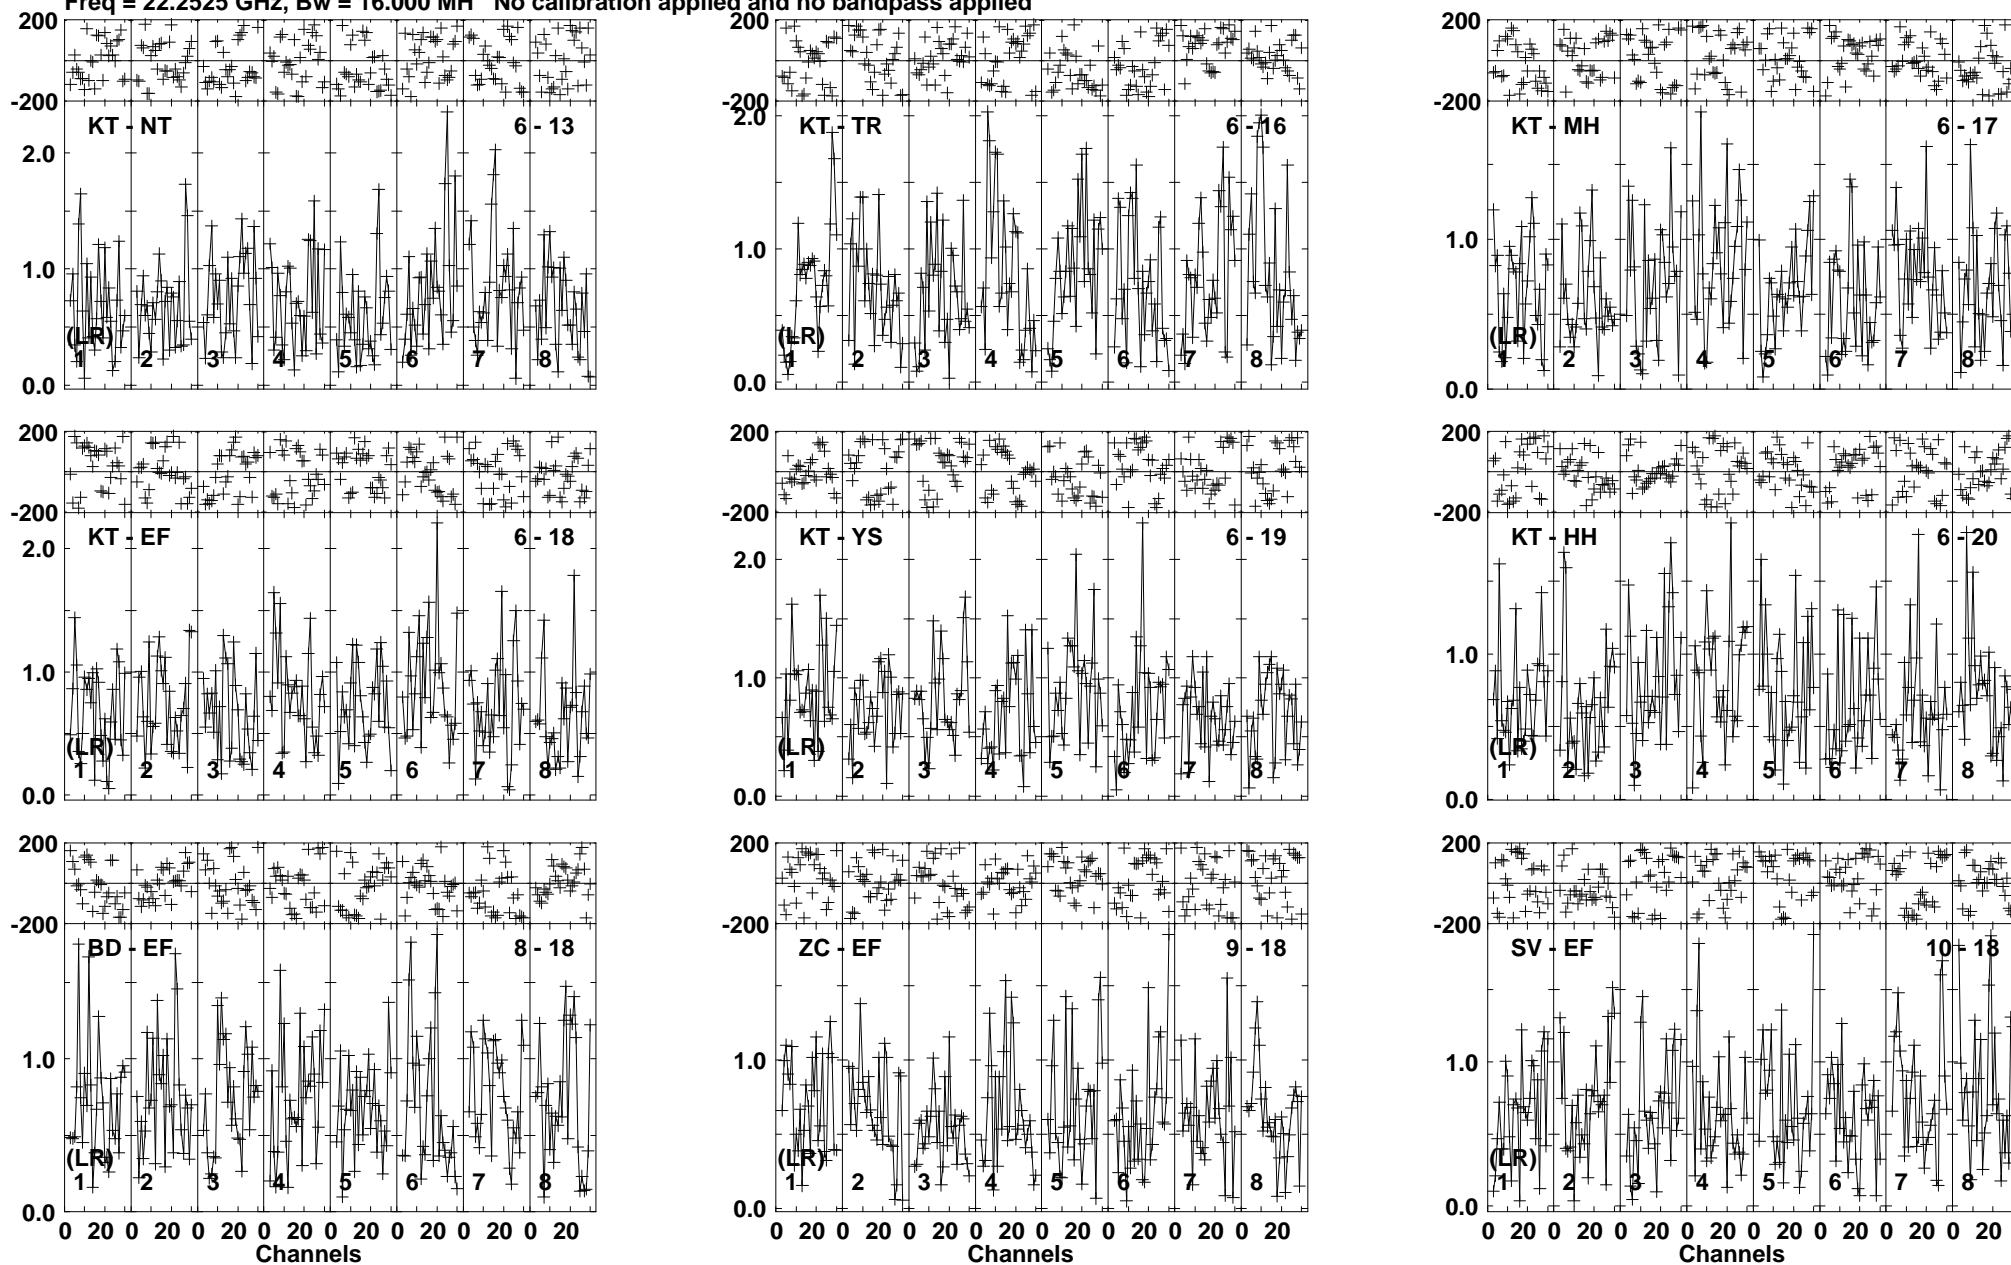 Freq = 22.2525 GHz, Bw = 16.000 MH No calibration applied and no bandpass applied
200
-200
KT - NT 6 - 13
2.0
1.0
0.0
(LR)
1 2 3 4 5 6 7 8
200
-200
KT - TR 6 - 16
2.0
1.0
0.0
(LR)
1 2 3 4 5 6 7 8
200
-200
KT - MH 6 - 17
1.0
0.0
(LR)
1 2 3 4 5 6 7 8
200
-200
KT - EF 6 - 18
2.0
1.0
0.0
(LR)
1 2 3 4 5 6 7 8
200
-200
KT - YS 6 - 19
2.0
1.0
0.0
(LR)
1 2 3 4 5 6 7 8
200
-200
KT - HH 6 - 20
1.0
0.0
(LR)
1 2 3 4 5 6 7 8
200
-200
BD - EF 8 - 18
1.0
0.0
(LR)
1 2 3 4 5 6 7 8
0 20 0 20 0 20 0 20 0 20 0 20 0 20 0 20
Channels
200
-200
ZC - EF 9 - 18
1.0
0.0
(LR)
1 2 3 4 5 6 7 8
0 20 0 20 0 20 0 20 0 20 0 20 0 20 0 20
Channels
200
-200
SV - EF 10 - 18
1.0
0.0
(LR)
1 2 3 4 5 6 7 8
0 20 0 20 0 20 0 20 0 20 0 20 0 20 0 20
Channels